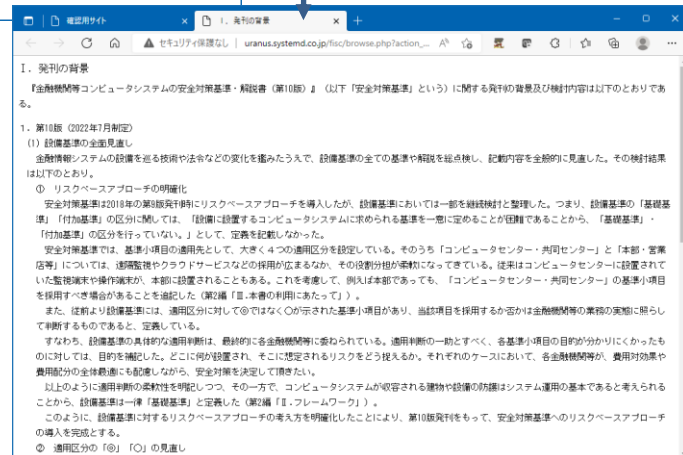 確認用サイト
I. 発刊の背景
セキュリティ保護なし | uranus.systemd.co.jp/fisc/browse.php?action_...
I. 発刊の背景
『金融機関等コンピュータシステムの安全対策基準・解説書（第10版）』（以下「安全対策基準」という）に関する発刊の背景及び検討内容は以下のとおりであ
る。
1. 第10版（2022年7月制定）
(1) 設備基準の全面見直し
金融情報システムの設備を巡る技術や法令などの変化を鑑みたうえで、設備基準の全ての基準や解説を総点検し、記載内容を全般的に見直した。その検討結果
は以下のとおり。
① リスクベースアプローチの明確化
安全対策基準では2018年の第9版発刊時にリスクベースアプローチを導入したが、設備基準においては一部を継続検討と整理した。つまり、設備基準の「基礎基
準」「付加基準」の区分に関しては、「設備に設置するコンピュータシステムに求められる基準を一意に定めることが困難であることから、「基礎基準」・
「付加基準」の区分を行っていない。」として、定義を記載しなかった。
安全対策基準では、基準小項目の適用先として、大きく４つの適用区分を設定している。そのうち「コンピュータセンター・共同センター」と「本部・営業
店等」については、遠隔監視やクラウドサービスなどの採用が広まるなか、その役割分担が柔軟になってきている。従来はコンピュータセンターに設置されて
いた監視端末や操作端末が、本部に設置されることもある。これを考慮して、例えば本部であっても、「コンピュータセンター・共同センター」の基準小項目
を採用すべき場合があることを追記した（第2編「Ⅲ.本書の利用にあたって」）。
また、従前より設備基準には、適用区分に対して◎ではなく〇が示された基準小項目があり、当該項目を採用するか否かは金融機関等の業務の実態に照らし
て判断するものであると、定義している。
すなわち、設備基準の具体的な適用判断は、最終的に各金融機関等に委ねられている。適用判断の一助とすべく、各基準小項目の目的が分かりにくかったも
のに対しては、目的を補記した。どこに何が設置され、そこに想定されるリスクをどう捉えるか。それぞれのケースにおいて、各金融機関等が、費用対効果や
費用配分の全体最適にも配慮しながら、安全対策を決定して頂きたい。
以上のように適用判断の柔軟性を明記しつつ、その一方で、コンピュータシステムが収容される建物や設備の防護はシステム運用の基本であると考えられる
ことから、設備基準は一律「基礎基準」と定義した（第2編「Ⅱ.フレームワーク」）。
このように、設備基準に対するリスクベースアプローチの考え方を明確化したことにより、第10版発刊をもって、安全対策基準へのリスクベースアプローチ
の導入を完成とする。
② 適用区分の「◎」「〇」の見直し